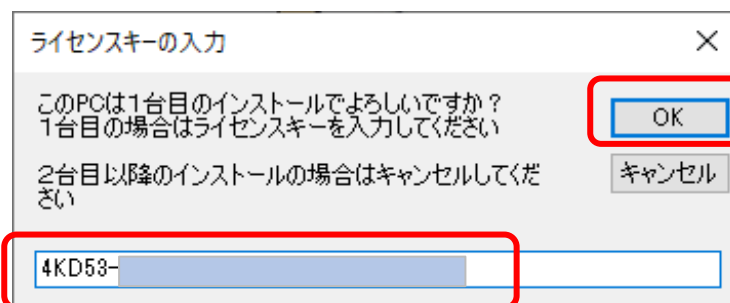 ライセンスキーの入力
このPCは1台目のインストールでよろしいですか？
1台目の場合はライセンスキーを入力してください
２台目以降のインストールの場合はキャンセルしてくだ
さい
OK
キャンセル
4KD53-